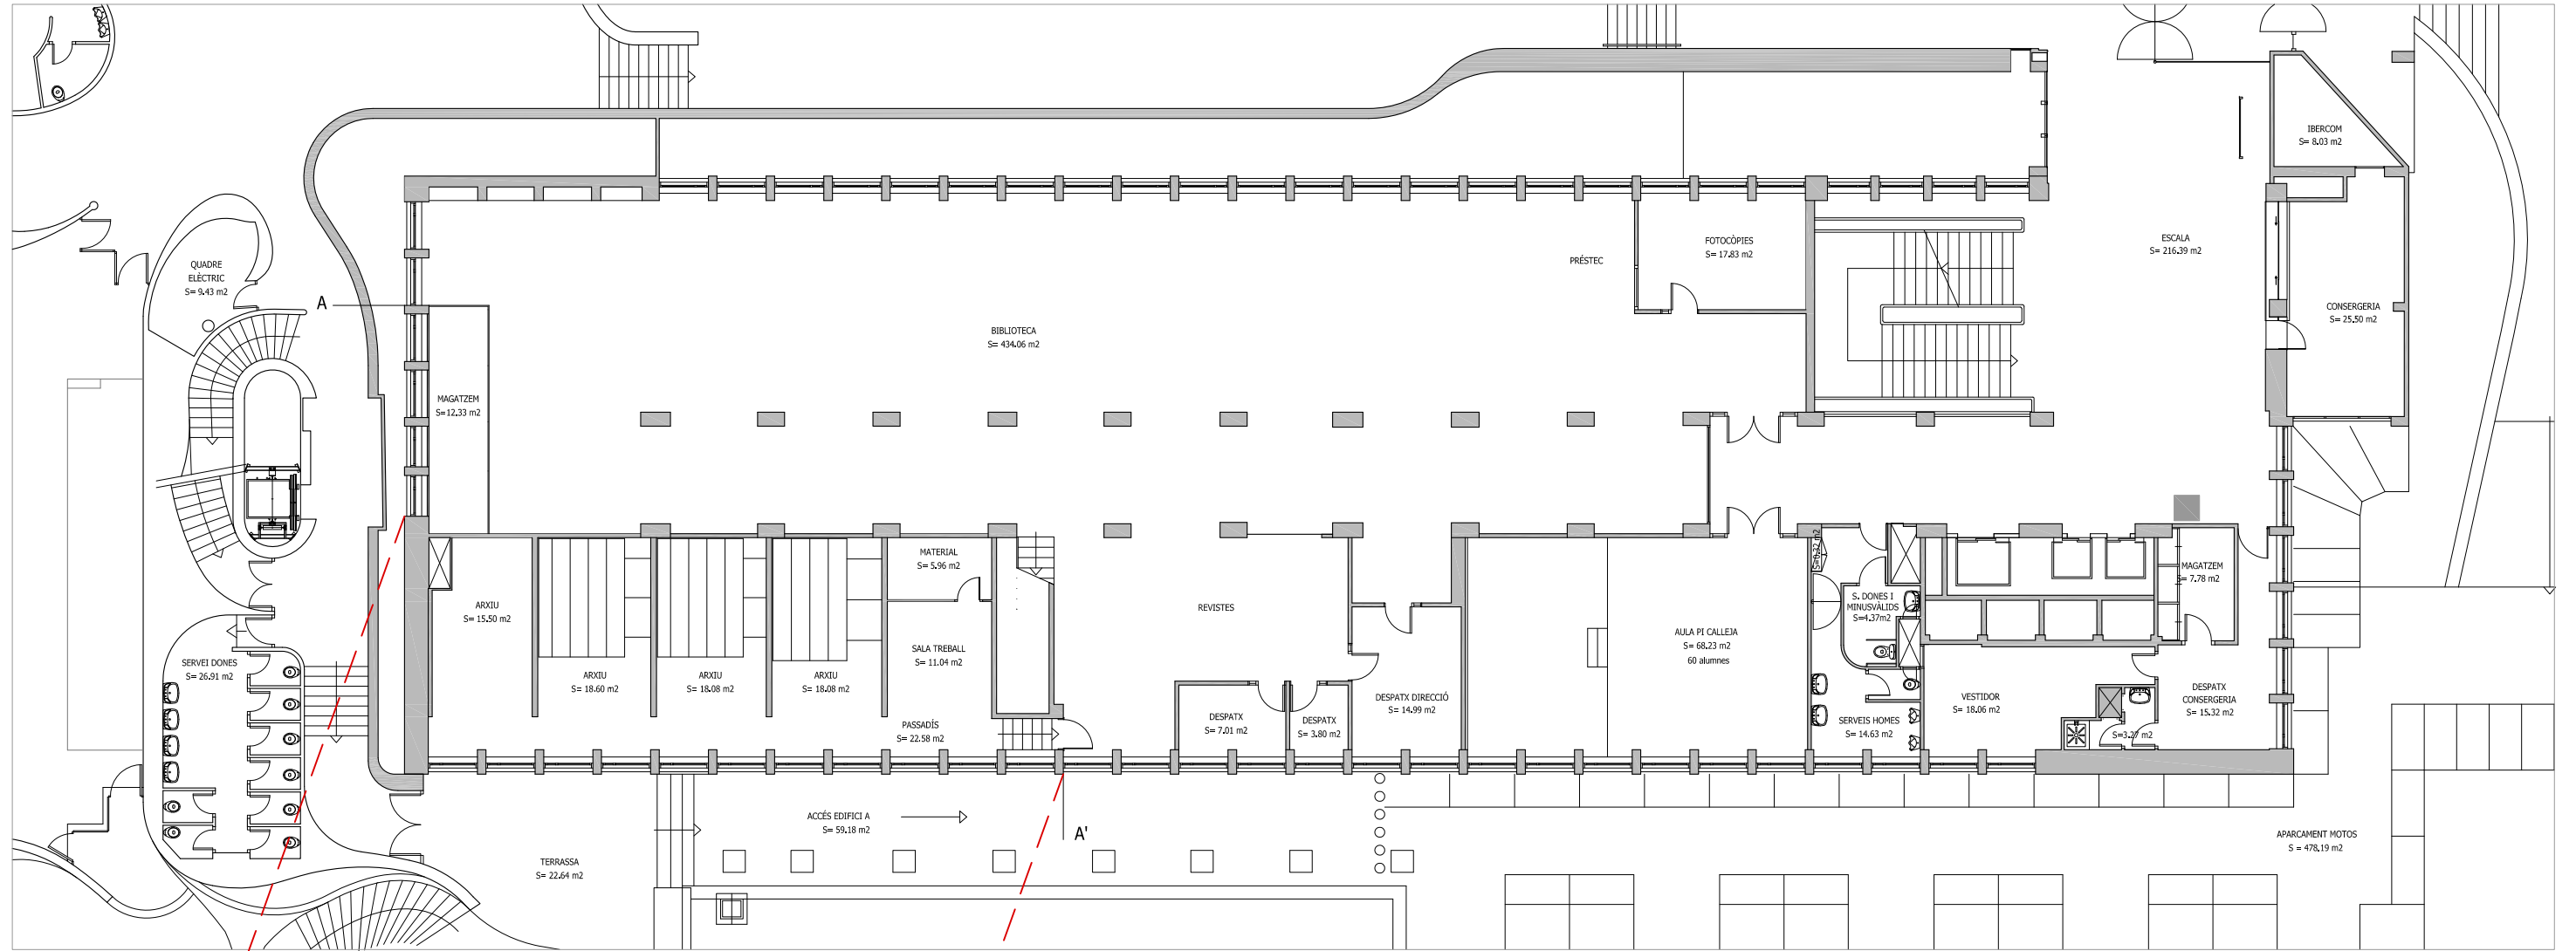 IBERCOM
S= 8.03 m2
QUADRE
ELÈCTRIC
S= 9.43 m2
FOTOCÒPIES
S= 17.83 m2
PRÉSTEC
ESCALA
S= 216.39 m2
A
CONSERGERIA
S= 25.50 m2
BIBLIOTECA
S= 434.06 m2
MAGATZEM
S=12.33 m2
MATERIAL
S= 5.96 m2
S=0,32 m2
MAGATZEM
S= 7.78 m2
ARXIU
S= 15.50 m2
REVISTES
S. DONES I
MINUSVÀLIDS
S=4.37m2
AULA PI CALLEJA
S= 68.23 m2
60 alumnes
SALA TREBALL
S= 11.04 m2
SERVEI DONES
S= 26.91 m2
ARXIU
S= 18.60 m2
ARXIU
S= 18.08 m2
ARXIU
S= 18.08 m2
DESPATX DIRECCIÓ
S= 14.99 m2
VESTIDOR
S= 18.06 m2
DESPATX
CONSERGERIA
S= 15.32 m2
PASSADÍS
S= 22.58 m2
DESPATX
S= 7.01 m2
DESPATX
S= 3.80 m2
SERVEIS HOMES
S= 14.63 m2
S=3.27 m2
ACCÉS EDIFICI A
S= 59.18 m2
A'
APARCAMENT MOTOS
S = 478.19 m2
TERRASSA
S= 22.64 m2